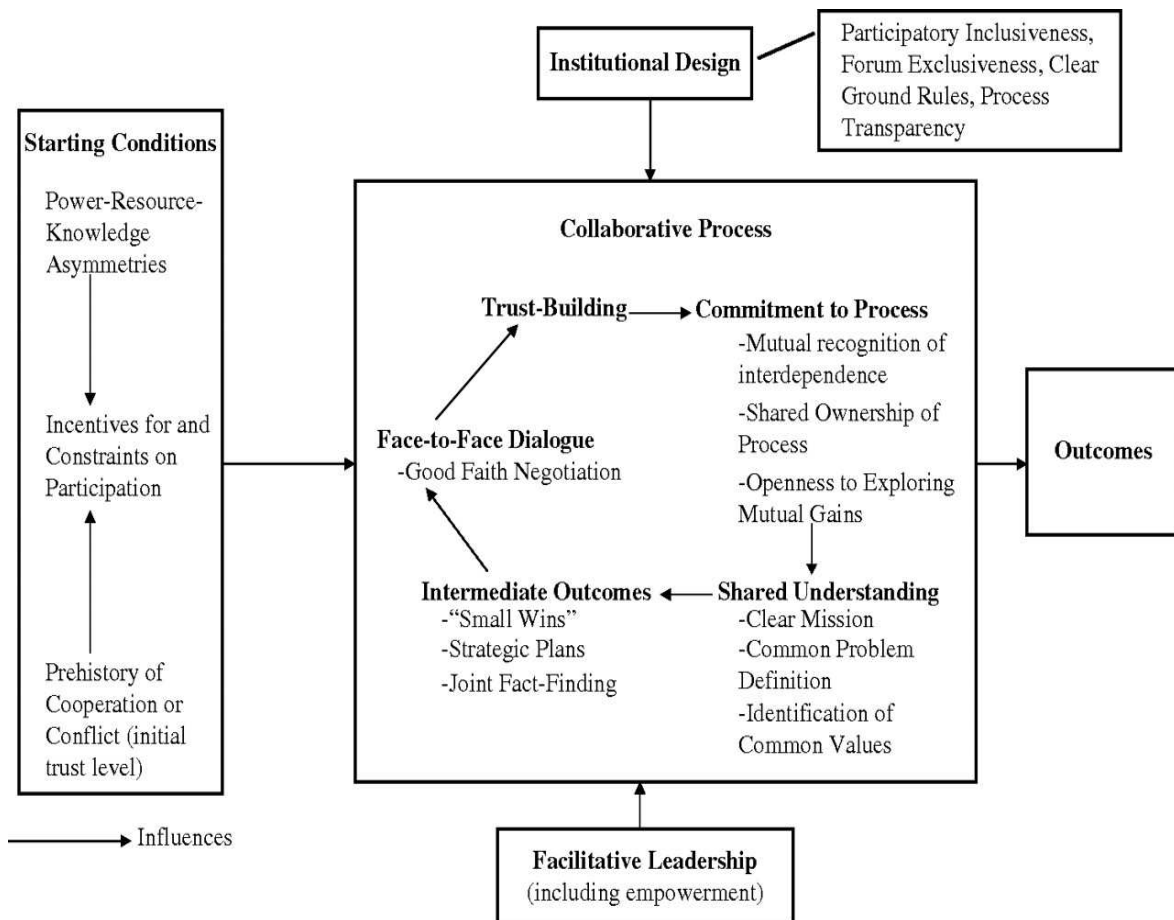 Institutional Design
Participatory Inclusiveness,
Forum Exclusiveness, Clear
Ground Rules, Process
Transparency
Starting Conditions
Power-Resource-
Knowledge
Asymmetries
Incentives for and
Constraints on
Participation
Prehistory of
Cooperation or
Conflict (initial
trust level)
Collaborative Process
Trust-Building
Commitment to Process
-Mutual recognition of
interdependence
-Shared Ownership of
Process
-Openness to Exploring
Mutual Gains
Face-to-Face Dialogue
-Good Faith Negotiation
Intermediate Outcomes
-“Small Wins”
-Strategic Plans
-Joint Fact-Finding
Shared Understanding
-Clear Mission
-Common Problem
Definition
-Identification of
Common Values
Outcomes
Influences
Facilitative Leadership
(including empowerment)